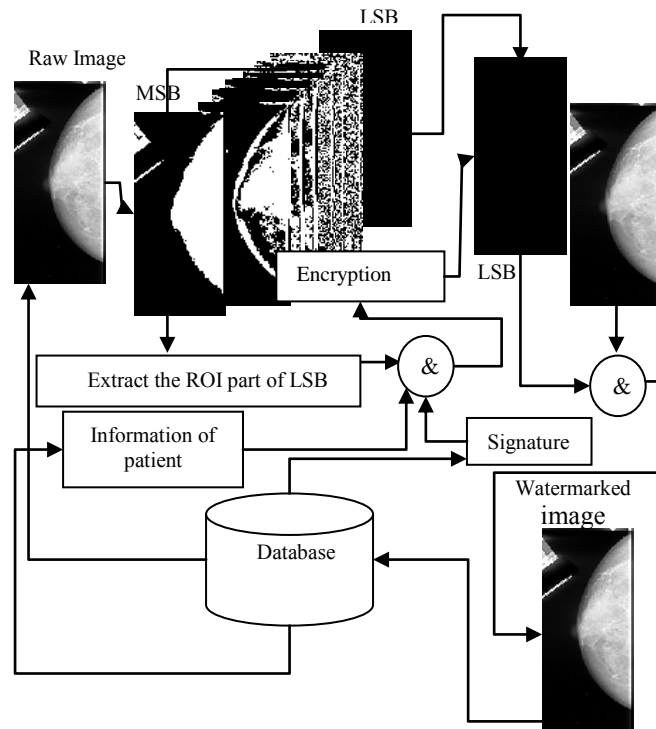 LSB
Raw Image
MSB
Encryption
LSB
Extract the ROI part of LSB
&
&
Information of
patient
Signature
Watermarked
image
Database